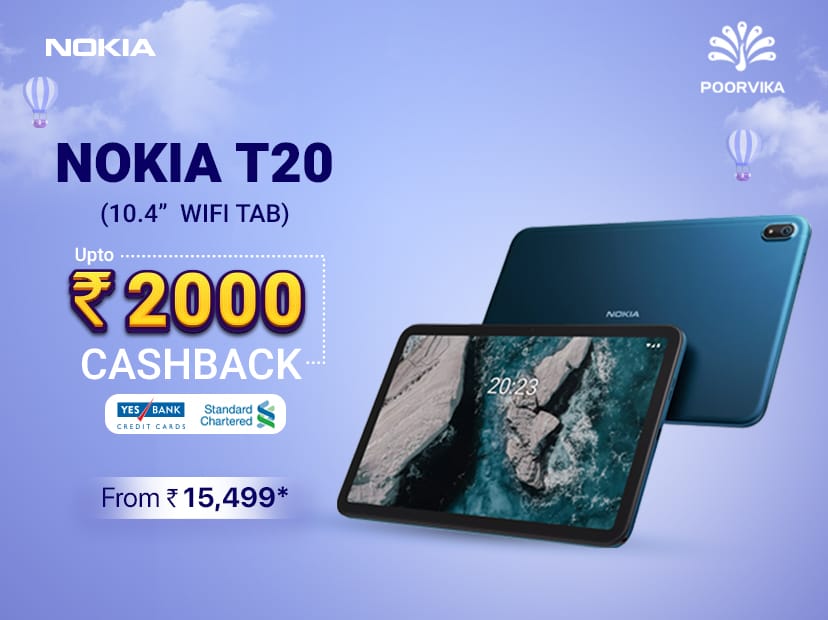 NOKIA
POORVIKA
NOKIA T20
(10.4” WIFI TAB)
Upto
₹ 2000
CASHBACK
YES BANK
CREDIT CARDS
Standard
Chartered
From ₹ 15,499*
NOKIA
20:23